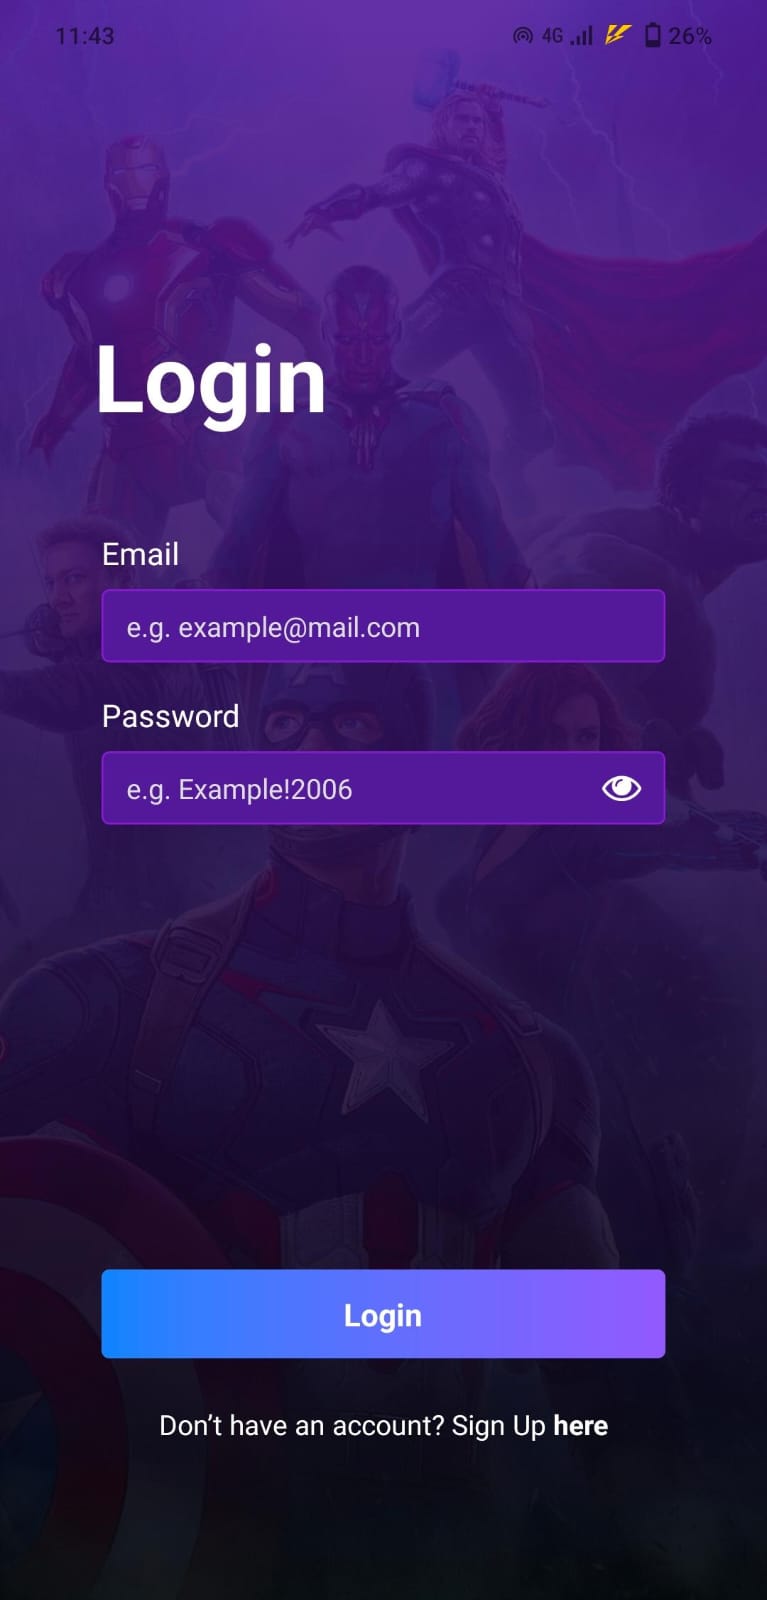 11:43
4G
26%
Login
Email
e.g. example@mail.com
Password
e.g. Example!2006
Login
Don’t have an account? Sign Up here